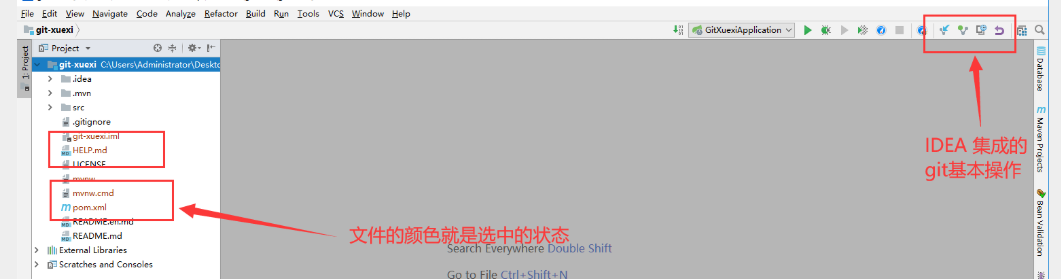 File Edit View Navigate Code Analyze Refactor Build Run Tools VCS Window Help
git-xuexi
GitXuexiApplication
1: Project
Project
git-xuexi C:\Users\Administrator\Deskto
.idea
.mvn
src
.gitignore
git-xuexi.iml
HELP.md
LICENSE
mvnw
mvnw.cmd
pom.xml
README.en.md
README.md
External Libraries
Scratches and Consoles
文件的颜色就是选中的状态
Search Everywhere Double Shift
Go to File Ctrl+Shift+N
IDEA 集成的
git基本操作
Database
Maven Projects
Bean Validation